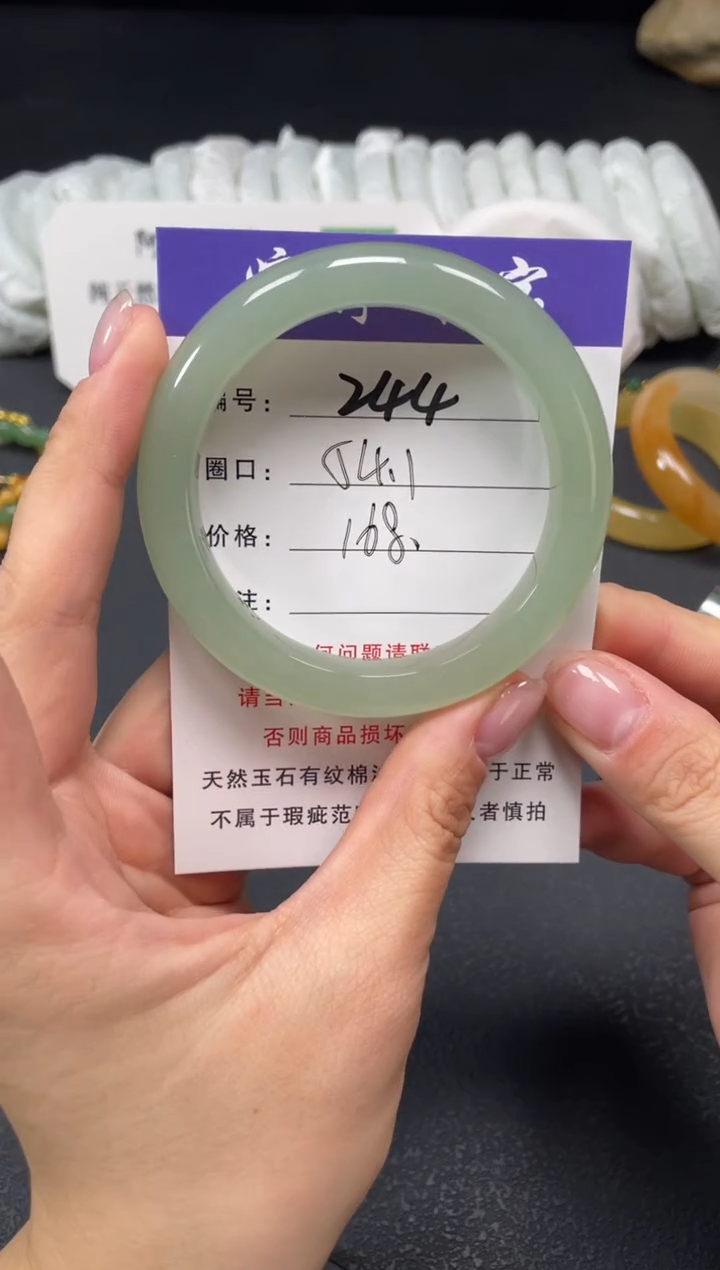 号： 244
圈口： 54.1
价格： 168.
注：
何问题请联
请当
否则商品损坏
天然玉石有纹棉 于正常
不属于瑕疵范 者慎拍